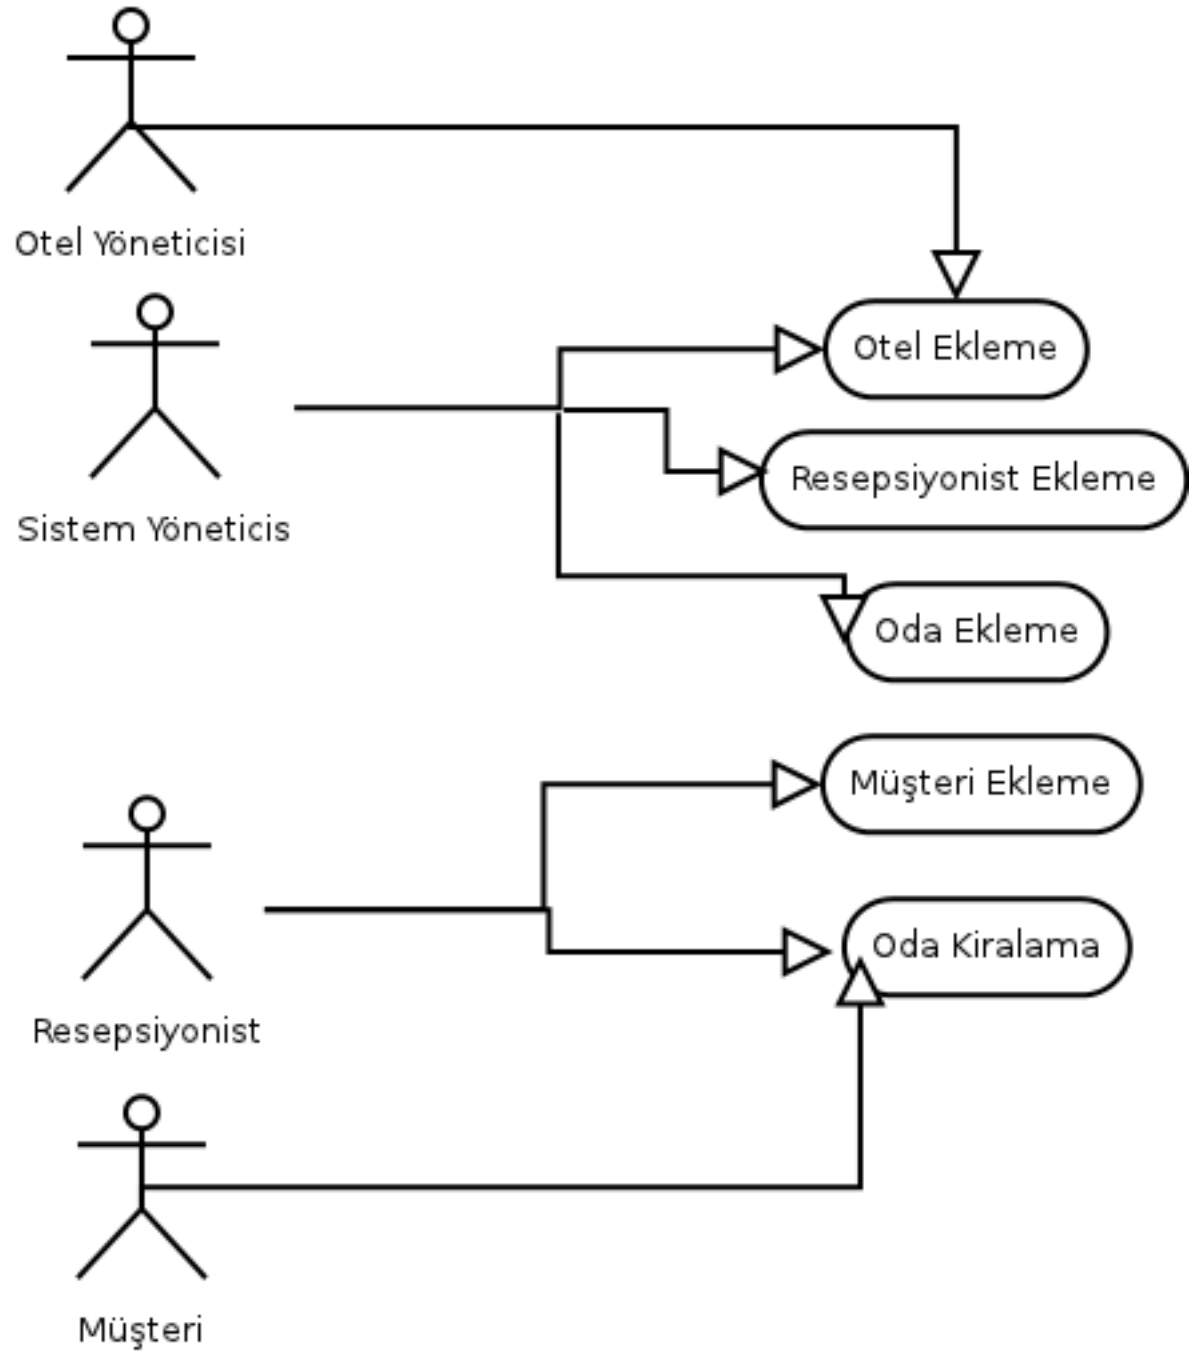 Otel Yöneticisi
Otel Ekleme
Resepsiyonist Ekleme
Sistem Yöneticis
Oda Ekleme
Müşteri Ekleme
Oda Kiralama
Resepsiyonist
Müşteri